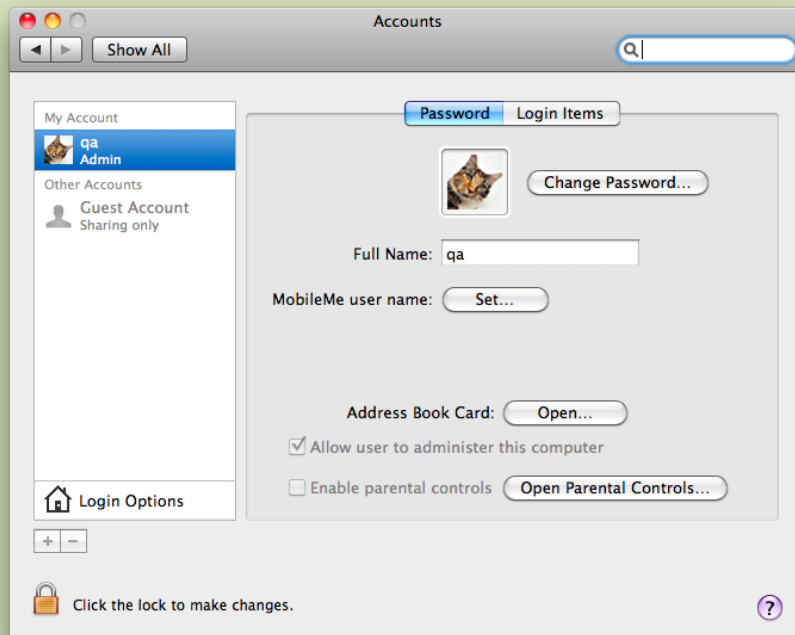 Accounts
Show All
My Account
qa
Admin
Other Accounts
Guest Account
Sharing only
Login Options
Password Login Items
Change Password...
Full Name: qa
MobileMe user name: Set...
Address Book Card: Open...
Allow user to administer this computer
Enable parental controls Open Parental Controls...
+ −
Click the lock to make changes.
?